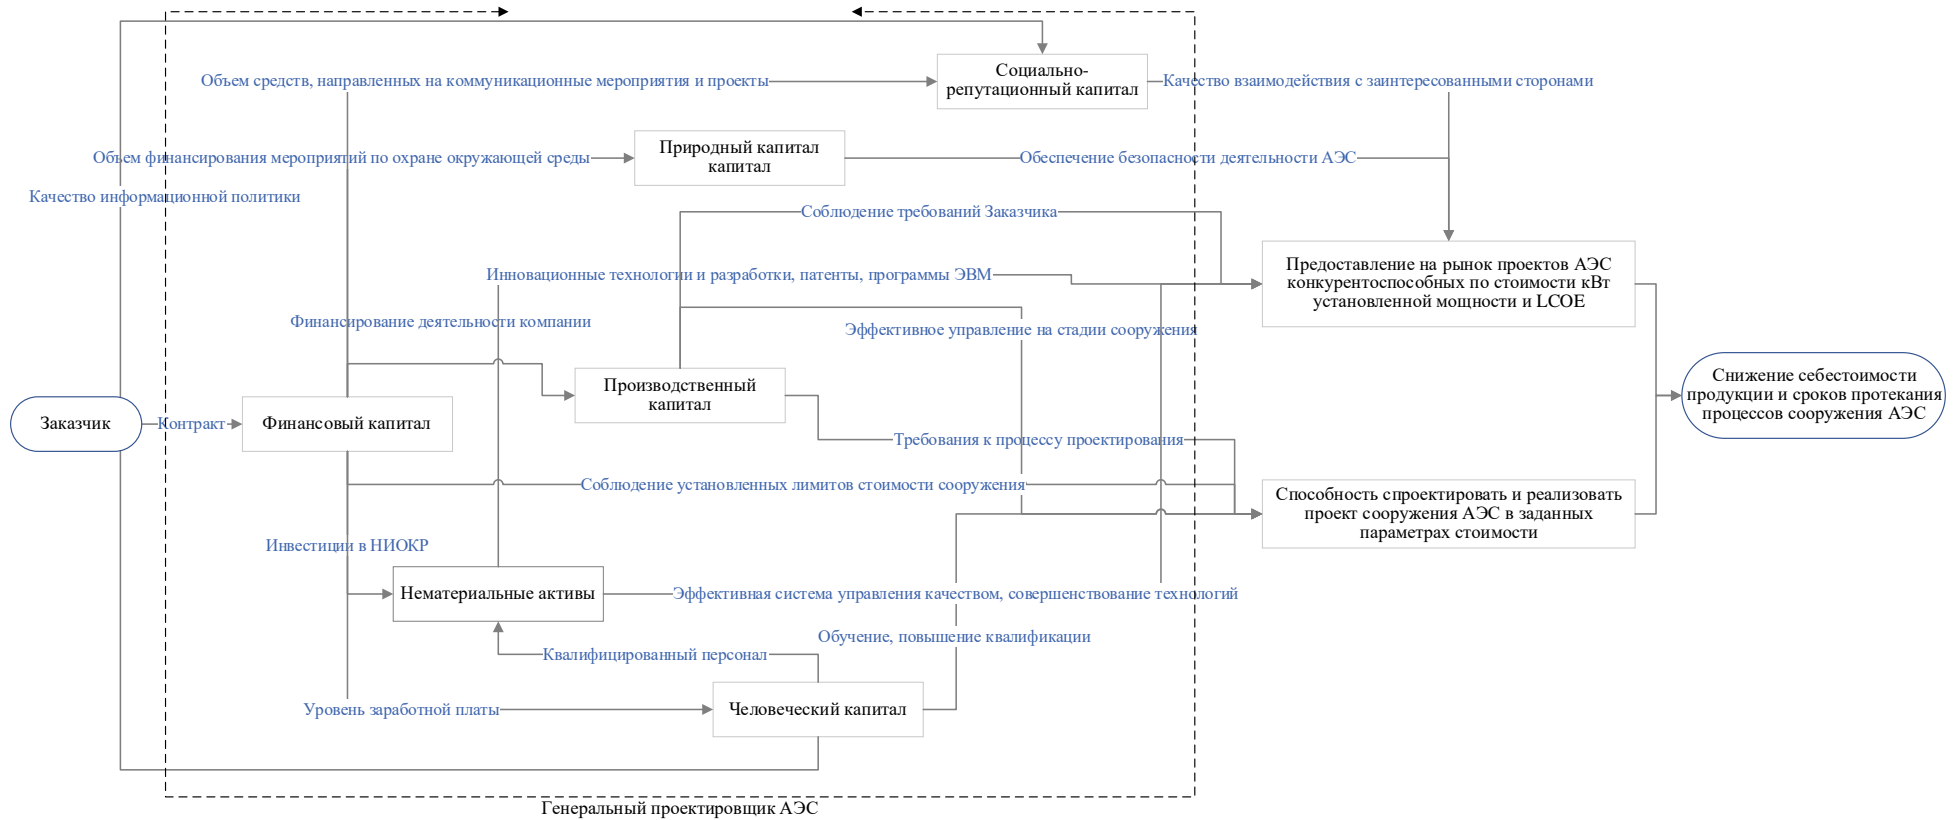 Социально-
репутационный капитал
Объем средств, направленных на коммуникационные мероприятия и проекты
Качество взаимодействия с заинтересованными сторонами
Природный капитал
капитал
Объем финансирования мероприятий по охране окружающей среды
Обеспечение безопасности деятельности АЭС
Качество информационной политики
Соблюдение требований Заказчика
Инновационные технологии и разработки, патенты, программы ЭВМ
Предоставление на рынок проектов АЭС
конкурентоспособных по стоимости кВт
установленной мощности и LCOE
Финансирование деятельности компании
Эффективное управление на стадии сооружения
Производственный
капитал
Снижение себестоимости
продукции и сроков протекания
процессов сооружения АЭС
Заказчик
Контракт
Финансовый капитал
Требования к процессу проектирования
Соблюдение установленных лимитов стоимости сооружения
Способность спроектировать и реализовать
проект сооружения АЭС в заданных
параметрах стоимости
Инвестиции в НИОКР
Нематериальные активы
Эффективная система управления качеством, совершенствование технологий
Обучение, повышение квалификации
Квалифицированный персонал
Уровень заработной платы
Человеческий капитал
Генеральный проектировщик АЭС